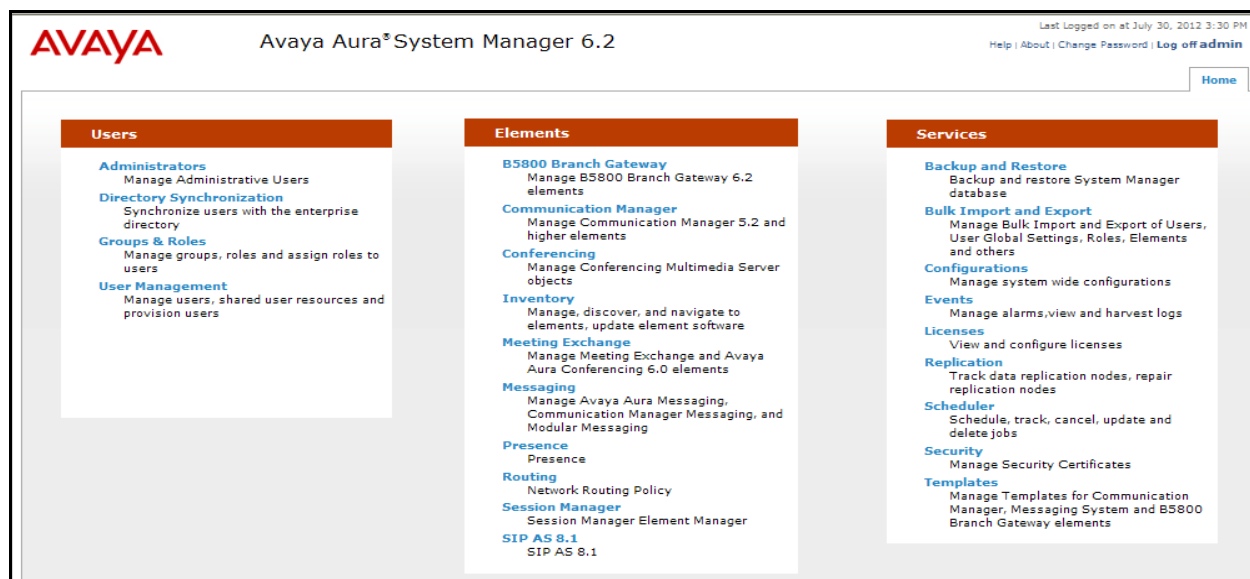 Last Logged on at July 30, 2012 3:30 PM
AVAYA
Avaya Aura® System Manager 6.2
Help | About | Change Password | Log off admin
Home
Users
Administrators
Manage Administrative Users
Directory Synchronization
Synchronize users with the enterprise
directory
Groups & Roles
Manage groups, roles and assign roles to
users
User Management
Manage users, shared user resources and
provision users
Elements
B5800 Branch Gateway
Manage B5800 Branch Gateway 6.2
elements
Communication Manager
Manage Communication Manager 5.2 and
higher elements
Conferencing
Manage Conferencing Multimedia Server
objects
Inventory
Manage, discover, and navigate to
elements, update element software
Meeting Exchange
Manage Meeting Exchange and Avaya
Aura Conferencing 6.0 elements
Messaging
Manage Avaya Aura Messaging,
Communication Manager Messaging, and
Modular Messaging
Presence
Presence
Routing
Network Routing Policy
Session Manager
Session Manager Element Manager
SIP AS 8.1
SIP AS 8.1
Services
Backup and Restore
Backup and restore System Manager
database
Bulk Import and Export
Manage Bulk Import and Export of Users,
User Global Settings, Roles, Elements
and others
Configurations
Manage system wide configurations
Events
Manage alarms,view and harvest logs
Licenses
View and configure licenses
Replication
Track data replication nodes, repair
replication nodes
Scheduler
Schedule, track, cancel, update and
delete jobs
Security
Manage Security Certificates
Templates
Manage Templates for Communication
Manager, Messaging System and B5800
Branch Gateway elements